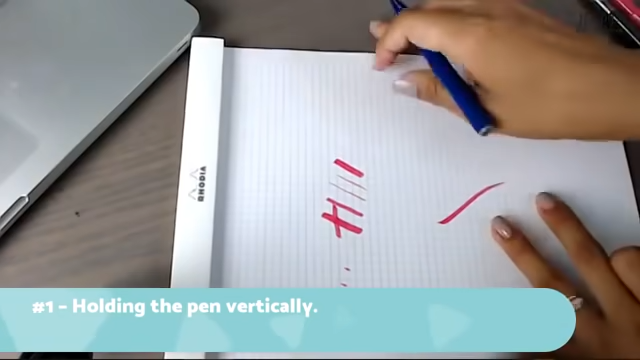 #1 - Holding the pen vertically.
RHODIA